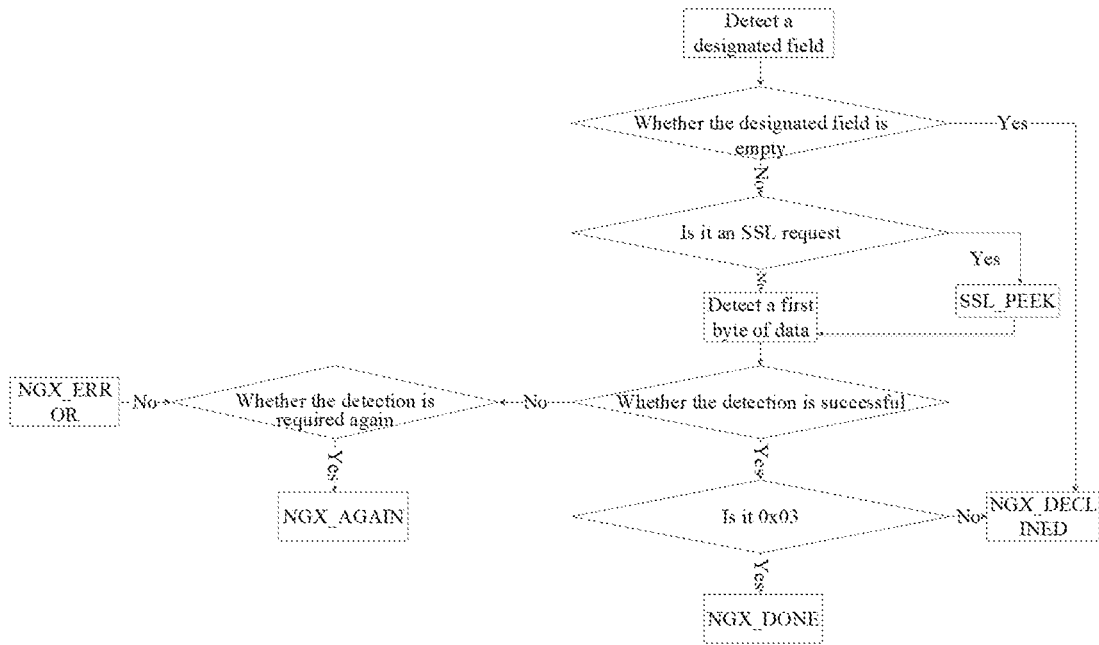 Detect a
designated field
Whether the designated field is
empty
Yes
No
Is it an SSL request
Yes
No
SSL_PEEK
Detect a first
byte of data
NGX_ERR
OR
No
Whether the detection is
required again
No
Whether the detection is successful
Yes
Yes
NGX_AGAIN
Is it 0x03
No
NGX_DECL
INED
Yes
NGX_DONE